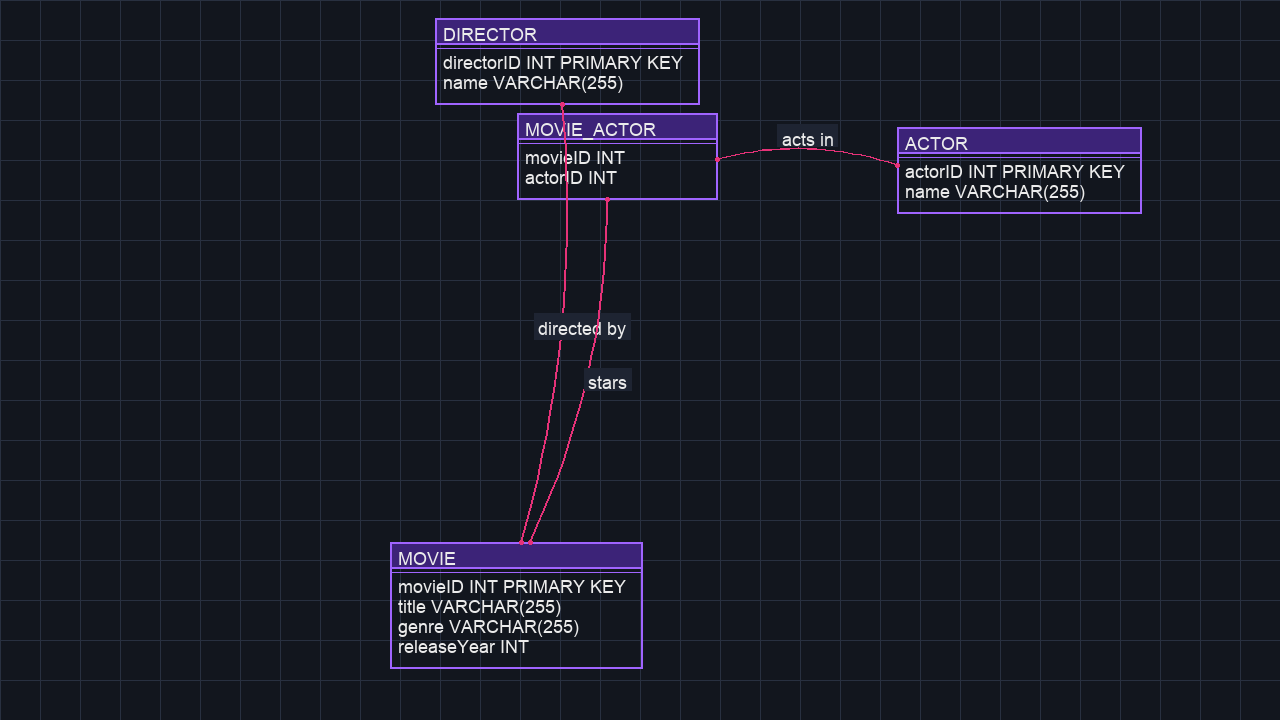 DIRECTOR
directorID INT PRIMARY KEY
name VARCHAR(255)
MOVIE_ACTOR
movieID INT
actorID INT
acts in
ACTOR
actorID INT PRIMARY KEY
name VARCHAR(255)
directed by
stars
MOVIE
movieID INT PRIMARY KEY
title VARCHAR(255)
genre VARCHAR(255)
releaseYear INT